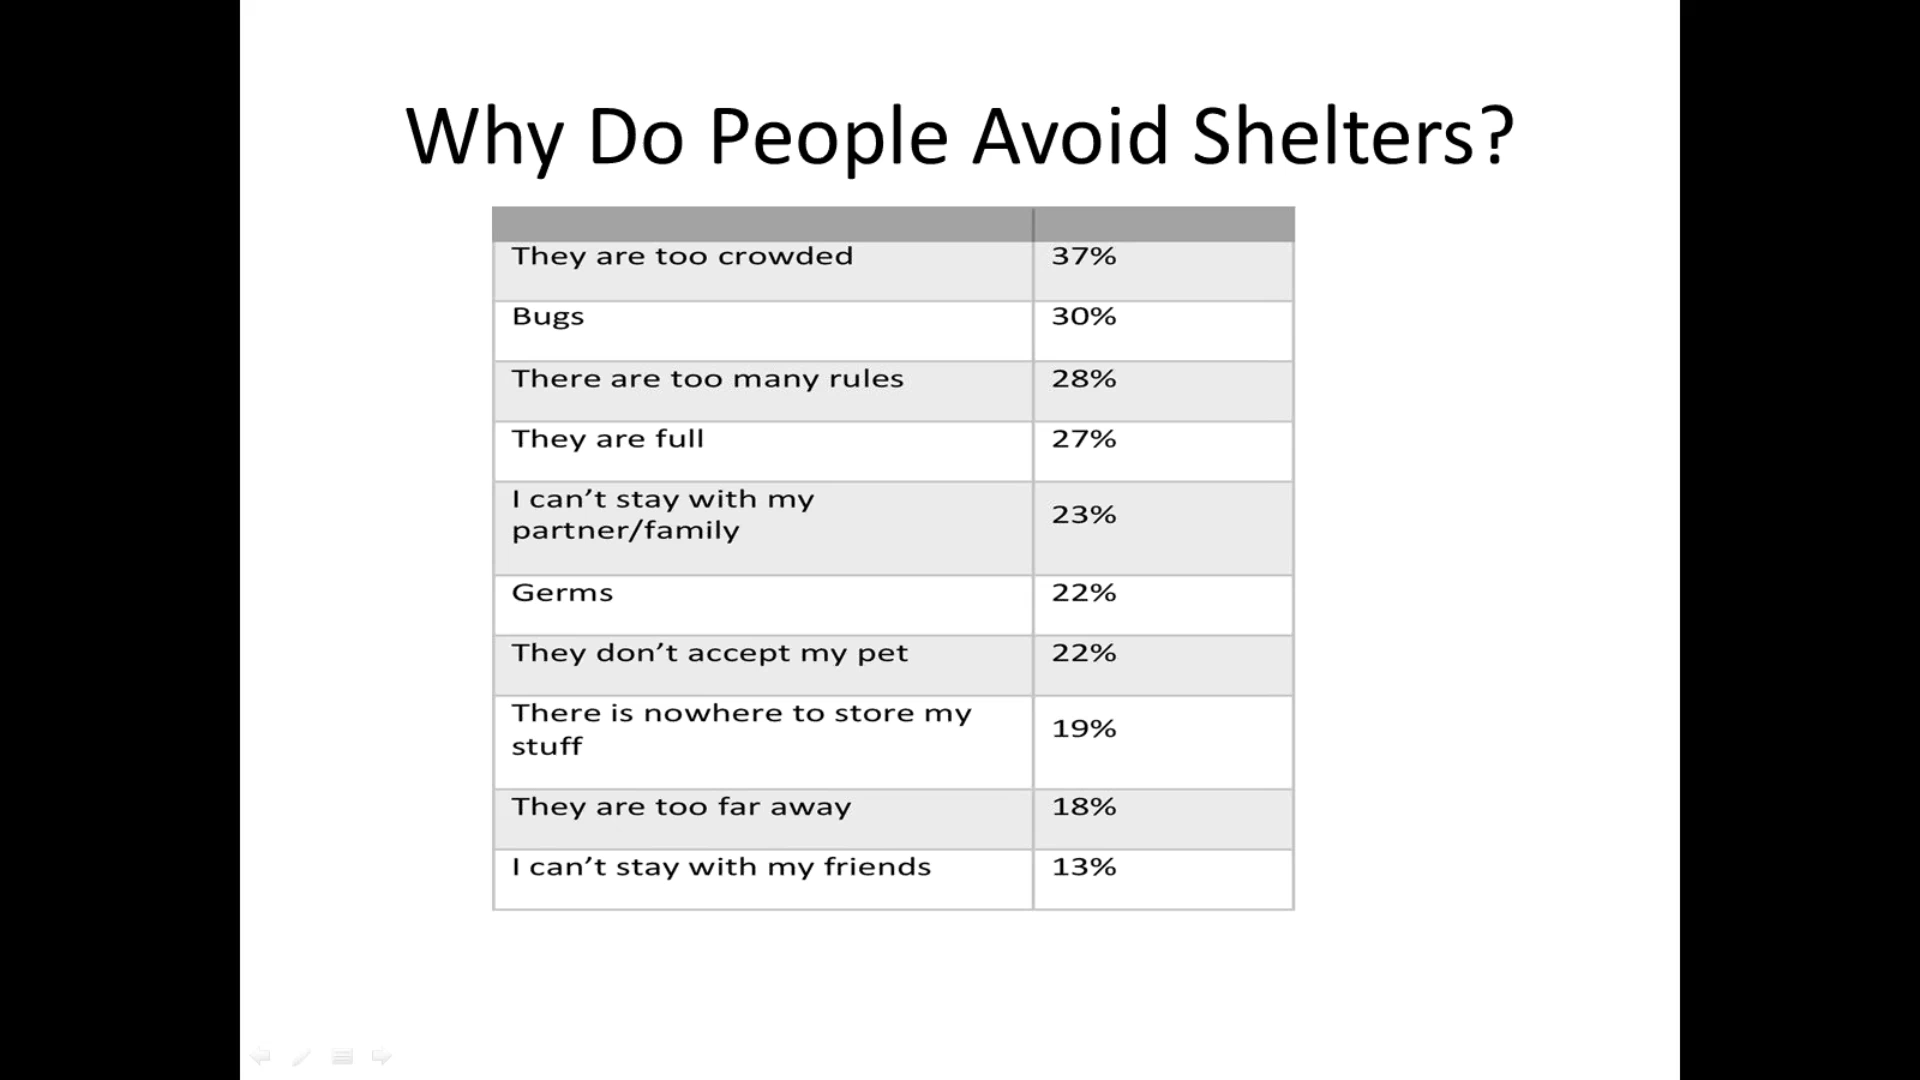 Why Do People Avoid Shelters?
They are too crowded 37%
Bugs 30%
There are too many rules 28%
They are full 27%
I can’t stay with my
partner/family 23%
Germs 22%
They don’t accept my pet 22%
There is nowhere to store my
stuff 19%
They are too far away 18%
I can’t stay with my friends 13%